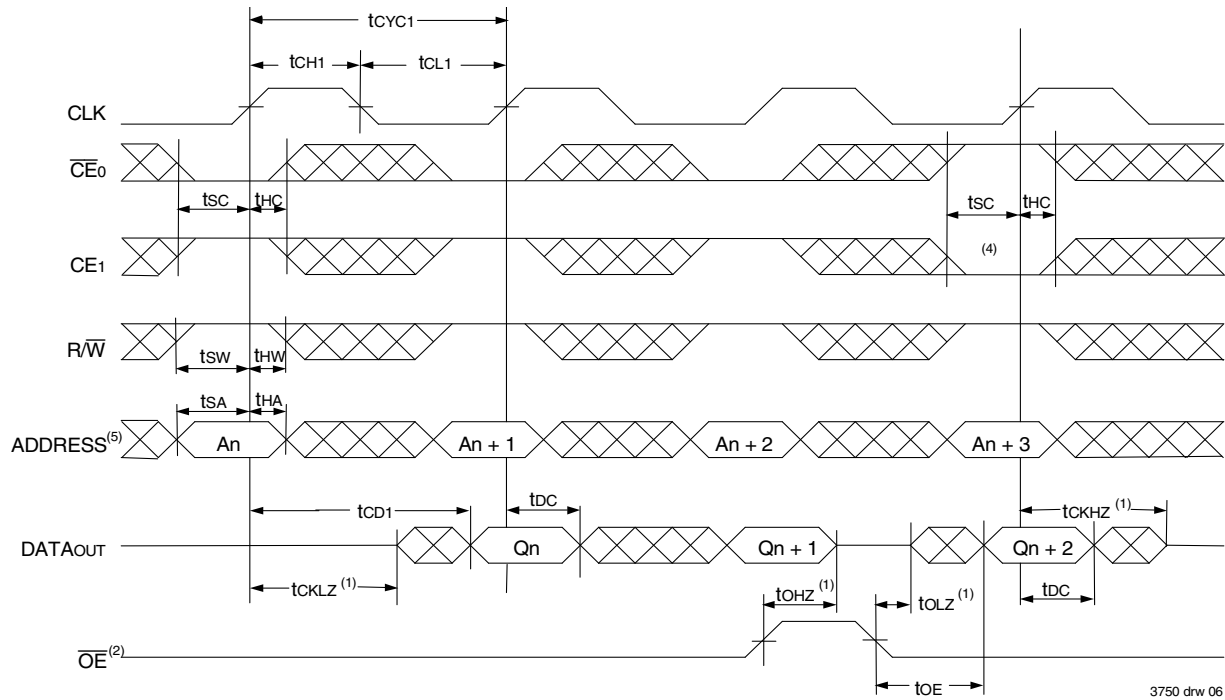 tCYC1
tCH1 tCL1
CLK
CE0
tSC tHC tSC tHC
CE1 (4)
R/W
tSW tHW
tSA tHA
ADDRESS(5) An An + 1 An + 2 An + 3
tCD1 tDC tCKHZ (1)
DATAOUT Qn Qn + 1 Qn + 2
tCKLZ (1) tOHZ (1) tOLZ (1) tDC
OE(2)
tOE
3750 drw 06